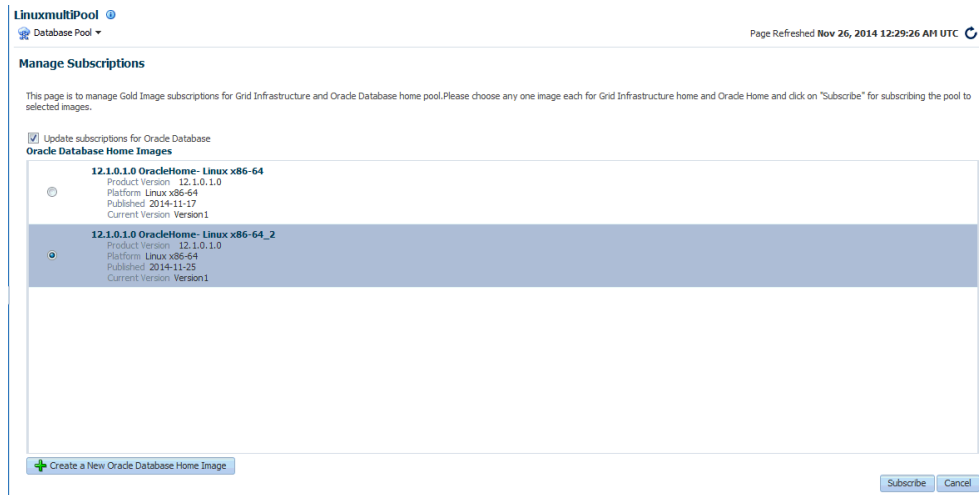 LinuxmultiPool
Database Pool
Page Refreshed Nov 26, 2014 12:29:26 AM UTC
Manage Subscriptions
This page is to manage Gold Image subscriptions for Grid Infrastructure and Oracle Database home pool.Please choose any one image each for Grid Infrastructure home and Oracle Home and click on "Subscribe" for subscribing the pool to
selected images.
Update subscriptions for Oracle Database
Oracle Database Home Images
12.1.0.1.0 OracleHome- Linux x86-64
Product Version 12.1.0.1.0
Platform Linux x86-64
Published 2014-11-17
Current Version Version1
12.1.0.1.0 OracleHome- Linux x86-64_2
Product Version 12.1.0.1.0
Platform Linux x86-64
Published 2014-11-25
Current Version Version1
Create a New Oracle Database Home Image
Subscribe Cancel